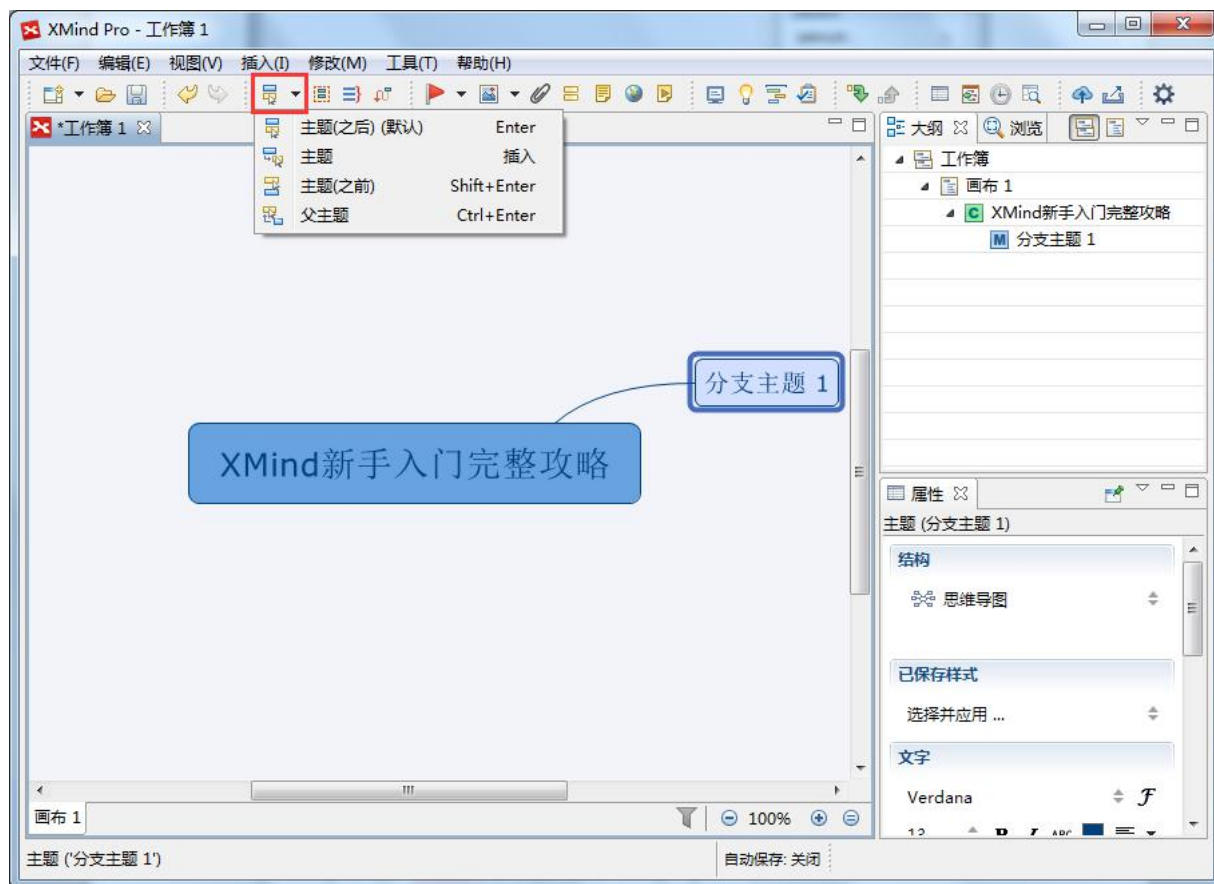 XMind Pro - 工作簿 1
文件(F) 编辑(E) 视图(V) 插入(I) 修改(M) 工具(T) 帮助(H)
*工作簿 1
主题(之后) (默认) Enter
主题 插入
主题(之前) Shift+Enter
父主题 Ctrl+Enter
分支主题 1
XMind新手入门完整攻略
大纲 浏览
工作簿
画布 1
C XMind新手入门完整攻略
M 分支主题 1
属性
主题 (分支主题 1)
结构
思维导图
已保存样式
选择并应用 ...
文字
Verdana
画布 1
100%
主题 ('分支主题 1')
自动保存: 关闭